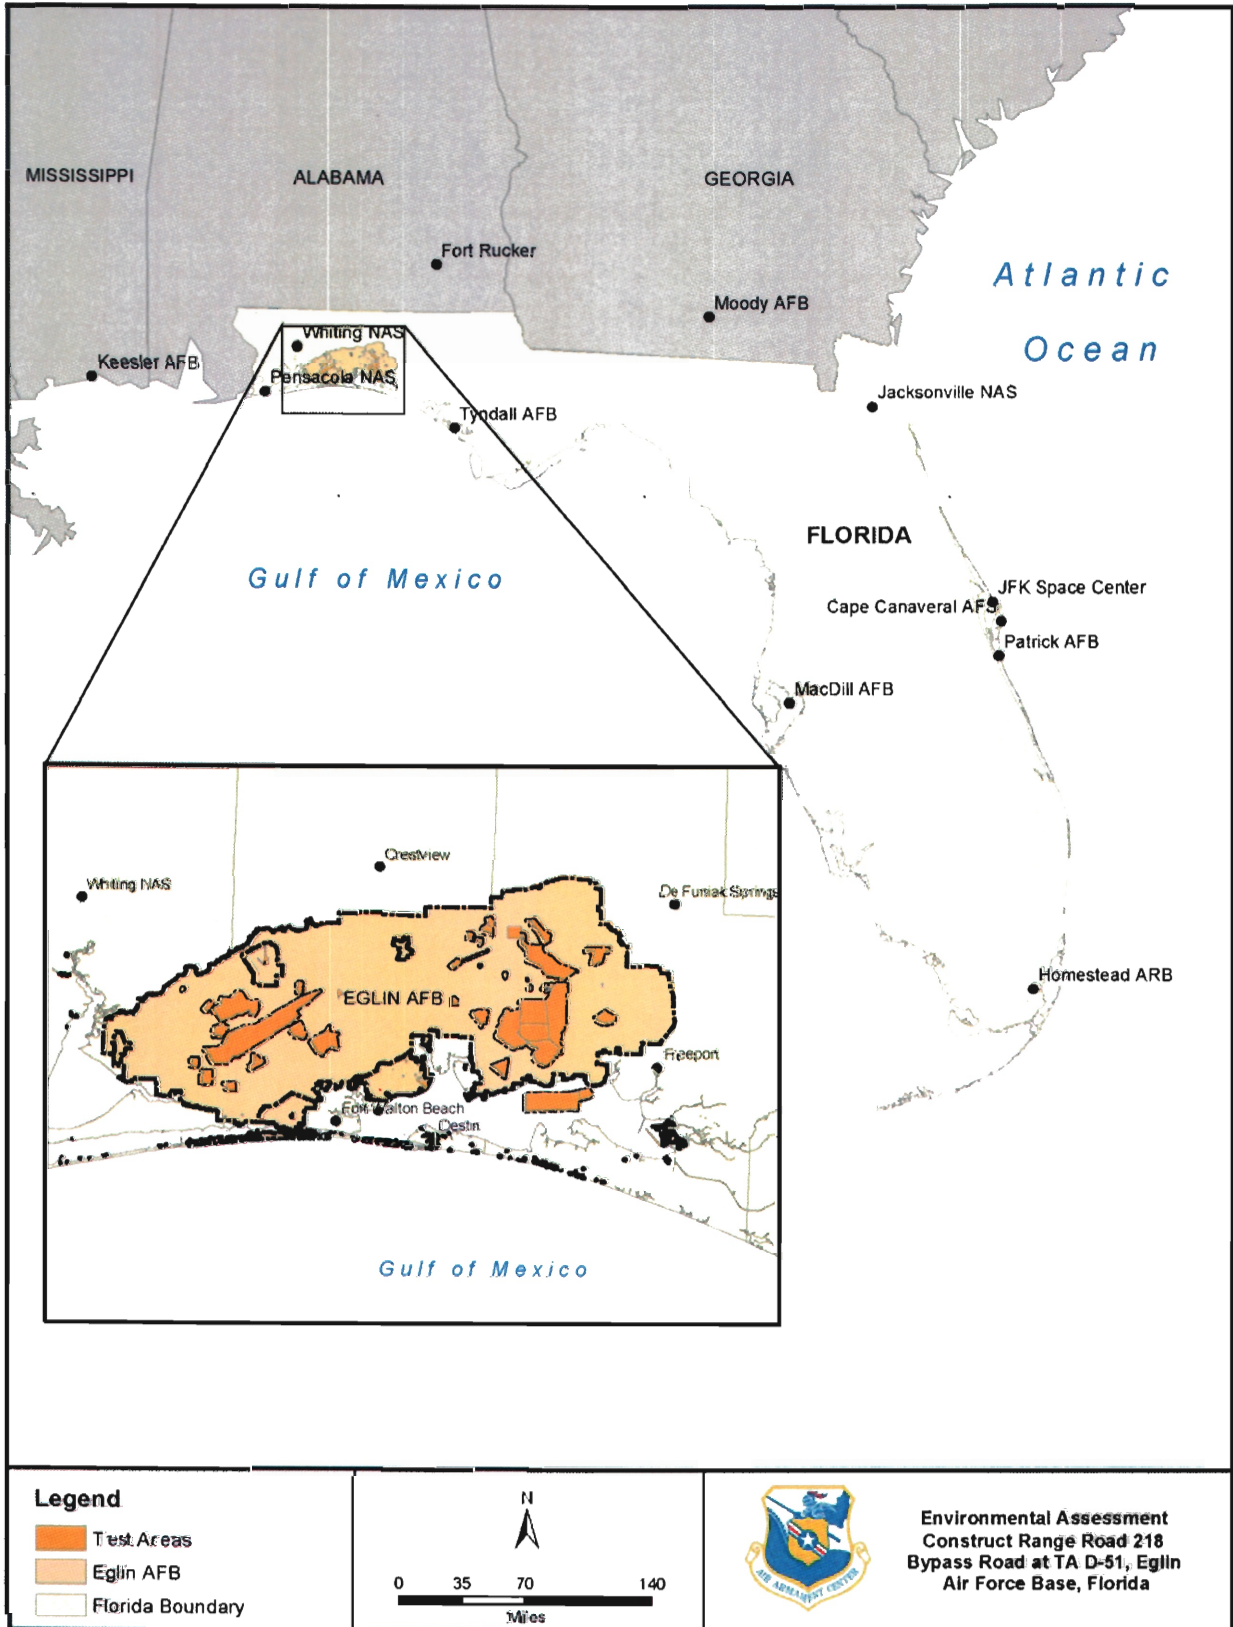 MISSISSIPPI
ALABAMA
GEORGIA
Fort Rucker
Atlantic
Ocean
Moody AFB
Whiting NAS
Keesler AFB
Pensacola NAS
Jacksonville NAS
Tyndall AFB
FLORIDA
Gulf of Mexico
JFK Space Center
Cape Canaveral AFS
Patrick AFB
MacDill AFB
Crestview
Whiting NAS
De Funiak Springs
Homestead ARB
EGLIN AFB
Freeport
Fort Walton Beach
Destin
Gulf of Mexico
Legend
Test Areas
Eglin AFB
Florida Boundary
N
0 35 70 140
Miles
AIR ARMAMENT CENTER
Environmental Assessment
Construct Range Road 218
Bypass Road at TA D-51, Eglin
Air Force Base, Florida